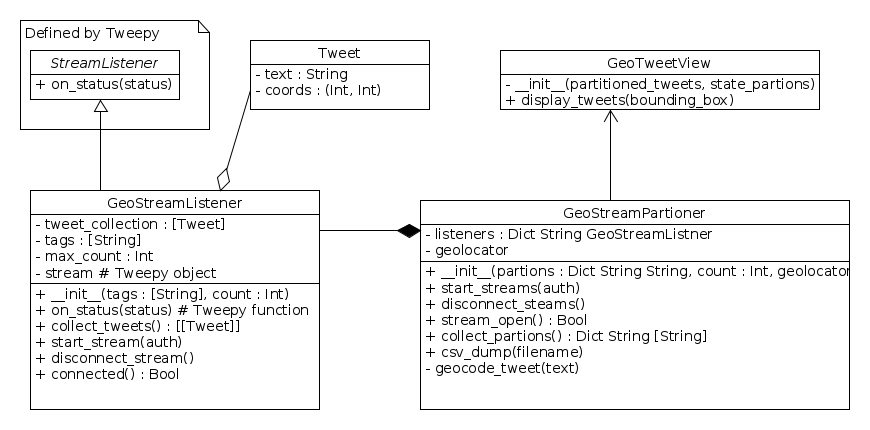 Defined by Tweepy
StreamListener
+ on_status(status)
Tweet
- text : String
- coords : (Int, Int)
GeoTweetView
- __init__(partitioned_tweets, state_partions)
+ display_tweets(bounding_box)
GeoStreamListener
- tweet_collection : [Tweet]
- tags : [String]
- max_count : Int
- stream # Tweepy object
+ __init__(tags : [String], count : Int)
+ on_status(status) # Tweepy function
+ collect_tweets() : [[Tweet]]
+ start_stream(auth)
+ disconnect_stream()
+ connected() : Bool
GeoStreamPartioner
- listeners : Dict String GeoStreamListner
- geolocator
+ __init__(partions : Dict String String, count : Int, geolocator
+ start_streams(auth)
+ disconnect_steams()
+ stream_open() : Bool
+ collect_partions() : Dict String [String]
+ csv_dump(filename)
- geocode_tweet(text)